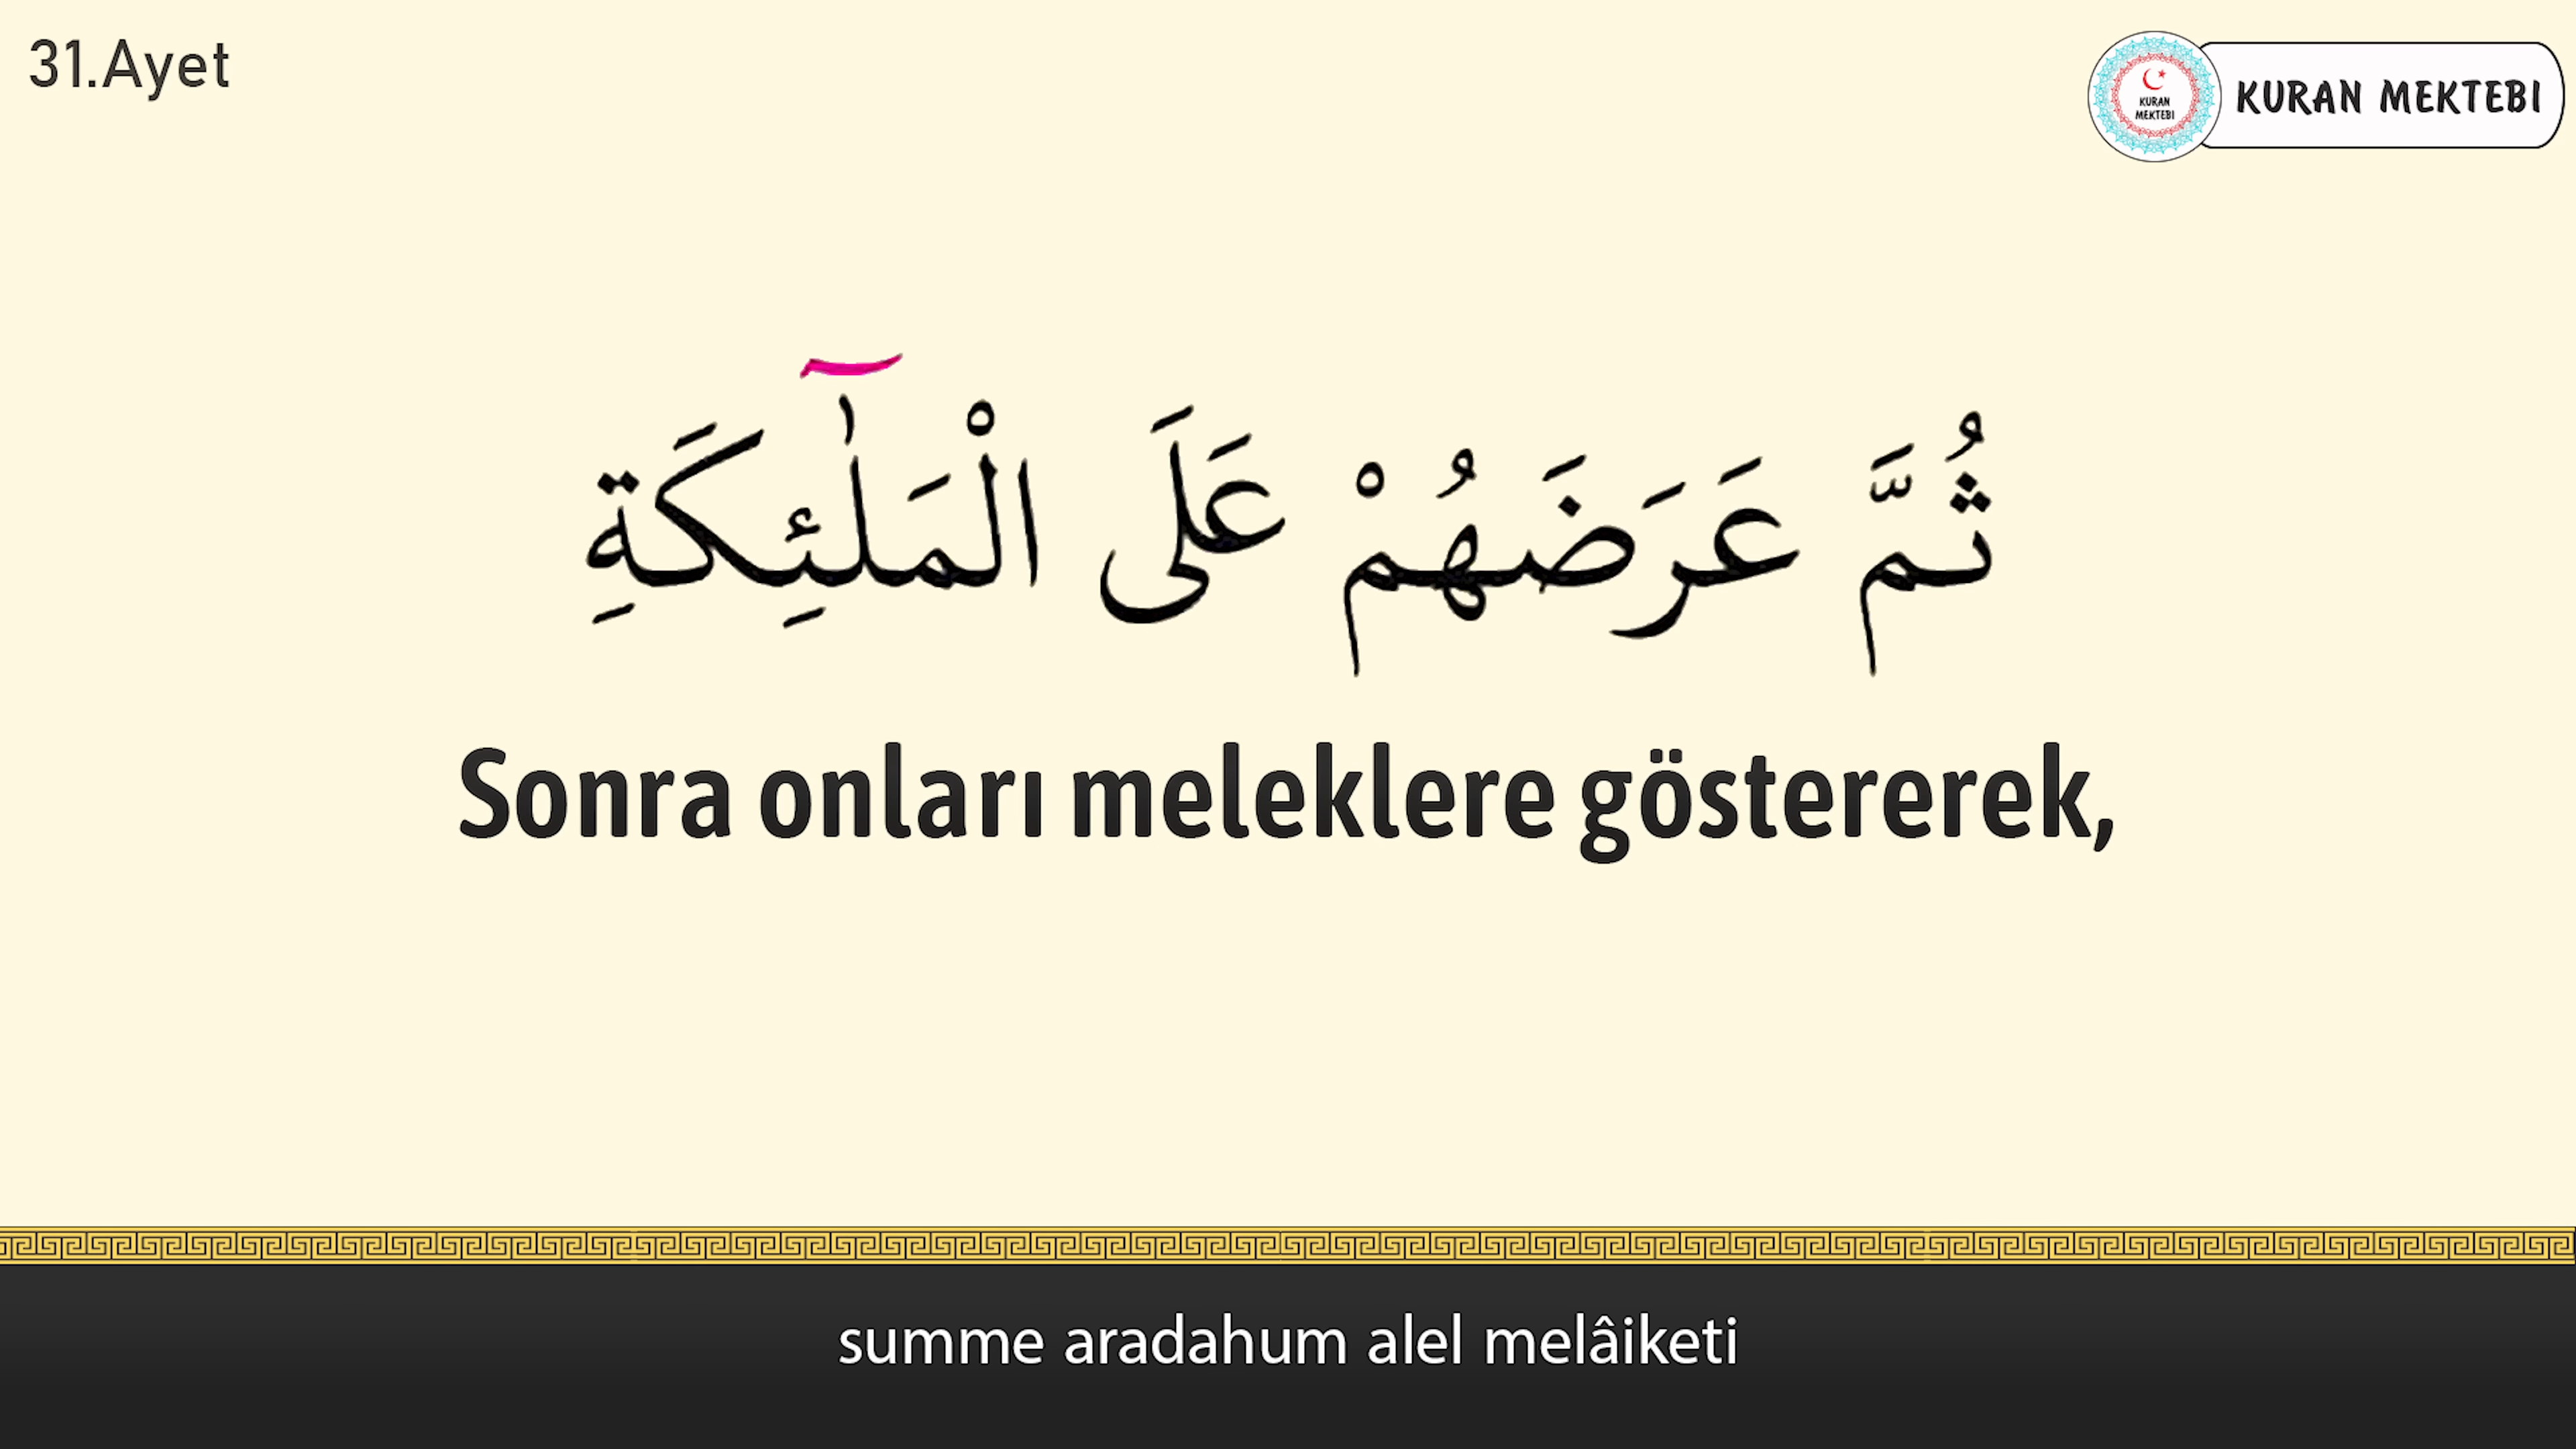 31.Ayet
KURAN
MEKTEBI
KURAN MEKTEBI
ثُمَّ عَرَضَهُمْ عَلَى الْمَلٰٓئِكَةِ
Sonra onları meleklere göstererek,
summe aradahum alel melâiketi